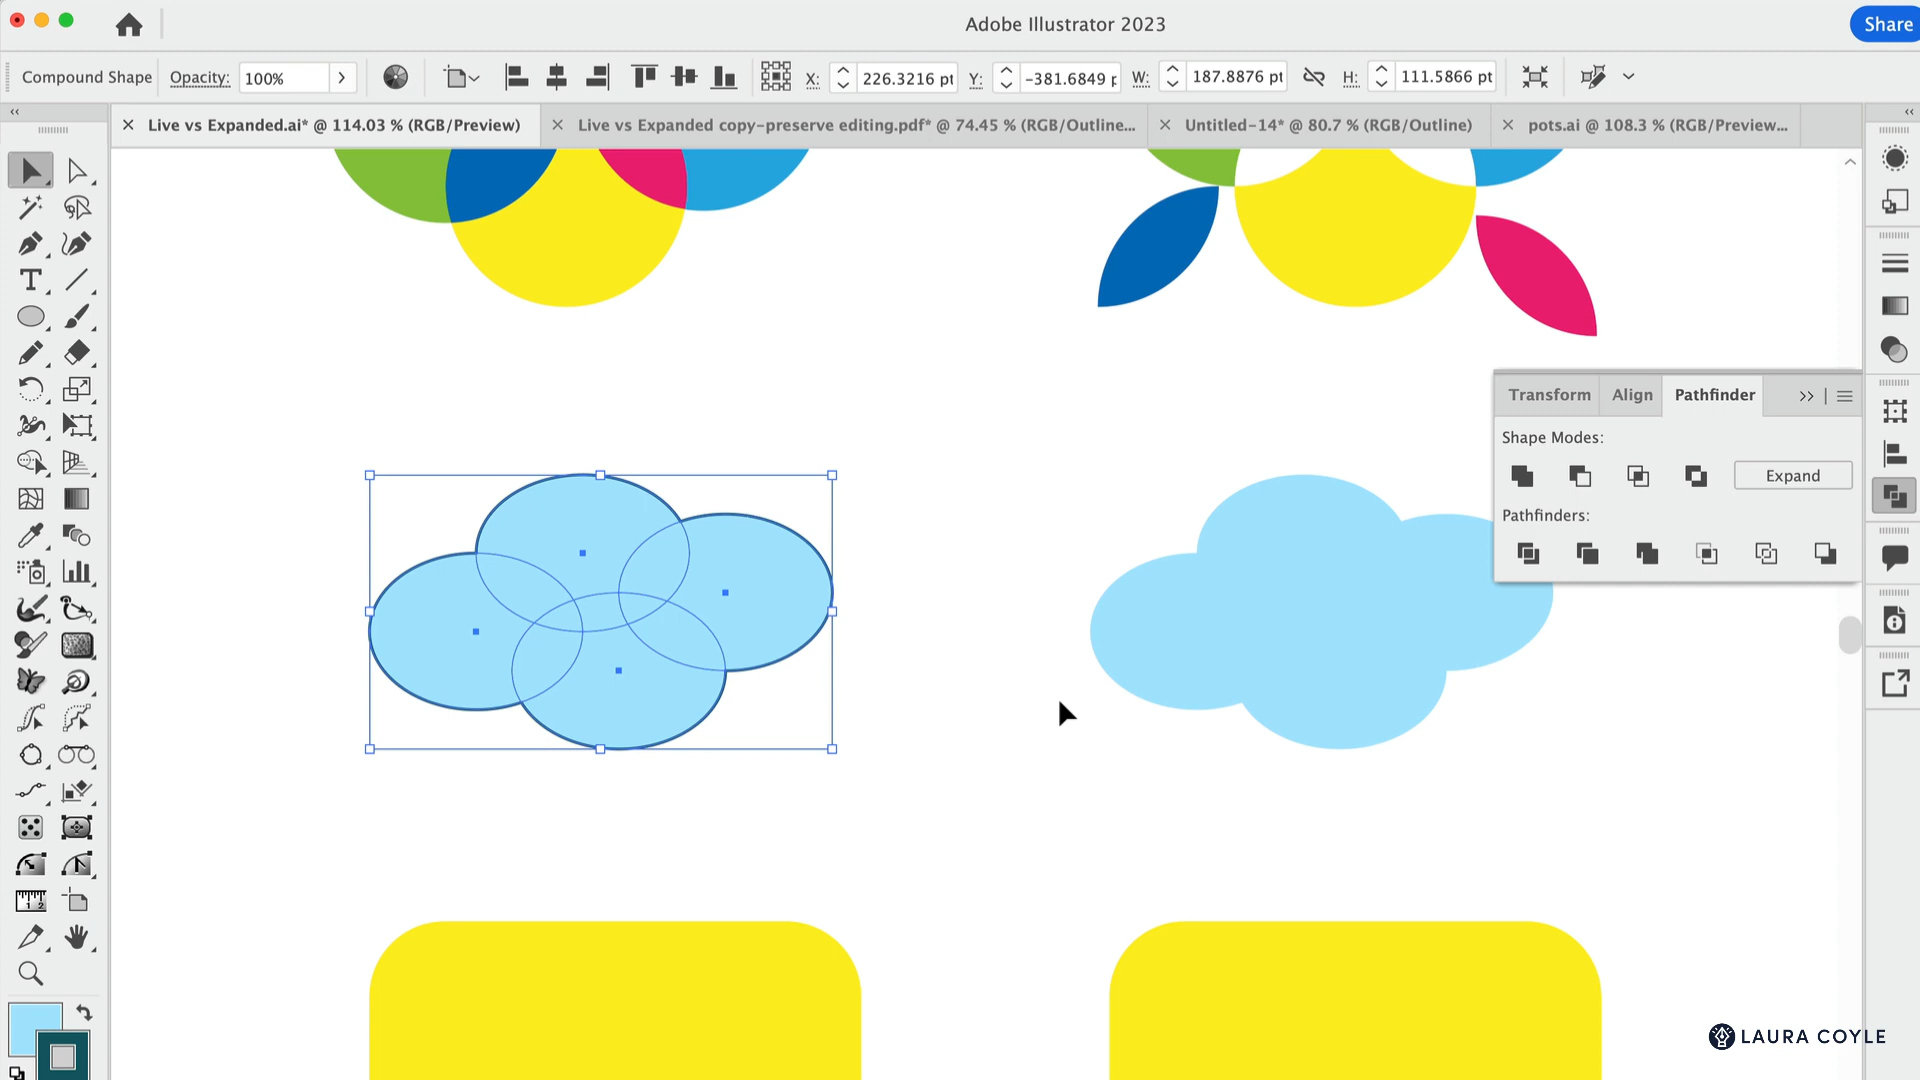 Adobe Illustrator 2023
Share
Compound Shape Opacity: 100% X: 226.3216 pt Y: -381.6849 p W: 187.8876 pt H: 111.5866 pt
Live vs Expanded.ai* @ 114.03 % (RGB/Preview) Live vs Expanded copy-preserve editing.pdf* @ 74.45 % (RGB/Outline... Untitled-14* @ 80.7 % (RGB/Outline) pots.ai @ 108.3 % (RGB/Preview...
Transform Align Pathfinder
Shape Modes:
Expand
Pathfinders:
LAURA COYLE